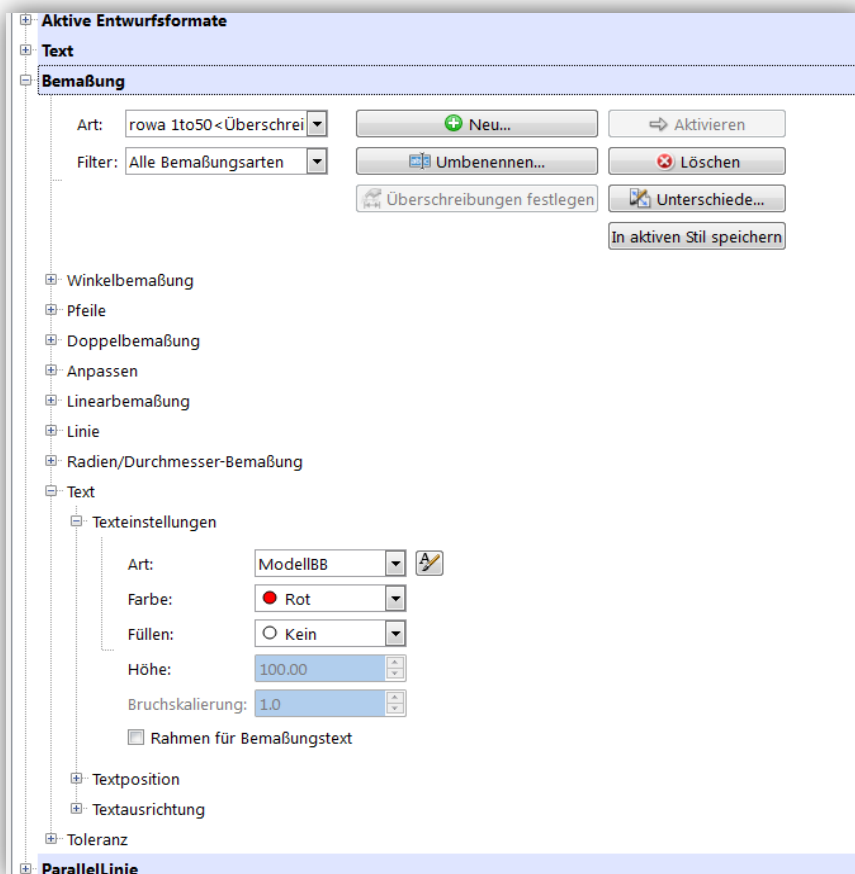 Aktive Entwurfsformate
Text
Bemaßung
Art: rowa 1to50<Überschrei Neu... Aktivieren
Filter: Alle Bemaßungsarten Umbenennen... Löschen
Überschreibungen festlegen Unterschiede...
In aktiven Stil speichern
Winkelbemaßung
Pfeile
Doppelbemaßung
Anpassen
Linearbemaßung
Linie
Radien/Durchmesser-Bemaßung
Text
Texteinstellungen
Art: ModellBB
Farbe: Rot
Füllen: Kein
Höhe: 100.00
Bruchskalierung: 1.0
Rahmen für Bemaßungstext
Textposition
Textausrichtung
Toleranz
ParallelLinie